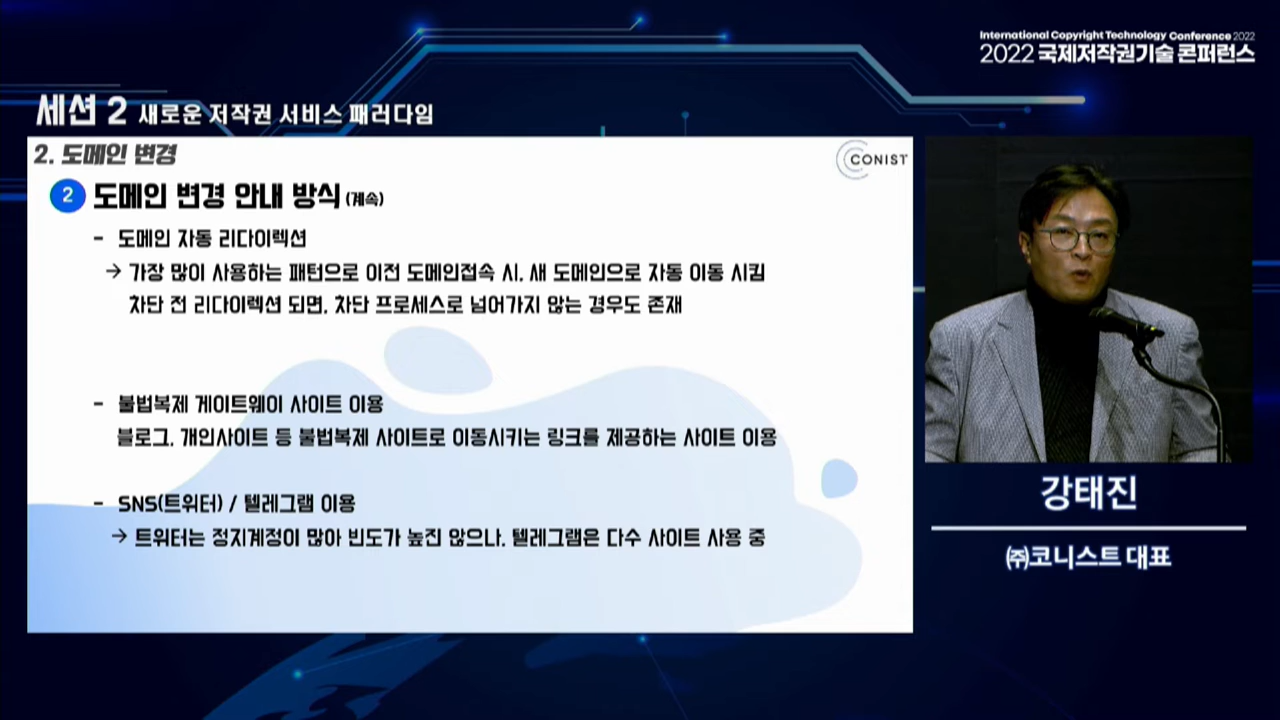 International Copyright Technology Conference 2022
2022 국제저작권기술 콘퍼런스
세션 2 새로운 저작권 서비스 패러다임
2. 도메인 변경
CONIST
2 도메인 변경 안내 방식 (계속)
- 도메인 자동 리다이렉션
→ 가장 많이 사용하는 패턴으로 이전 도메인접속 시, 새 도메인으로 자동 이동 시킴
차단 전 리다이렉션 되면, 차단 프로세스로 넘어가지 않는 경우도 존재
- 불법복제 게이트웨이 사이트 이용
블로그, 개인사이트 등 불법복제 사이트로 이동시키는 링크를 제공하는 사이트 이용
- SNS(트위터) / 텔레그램 이용
→ 트위터는 정지계정이 많아 빈도가 높진 않으나, 텔레그램은 다수 사이트 사용 중
강태진
㈜코니스트 대표